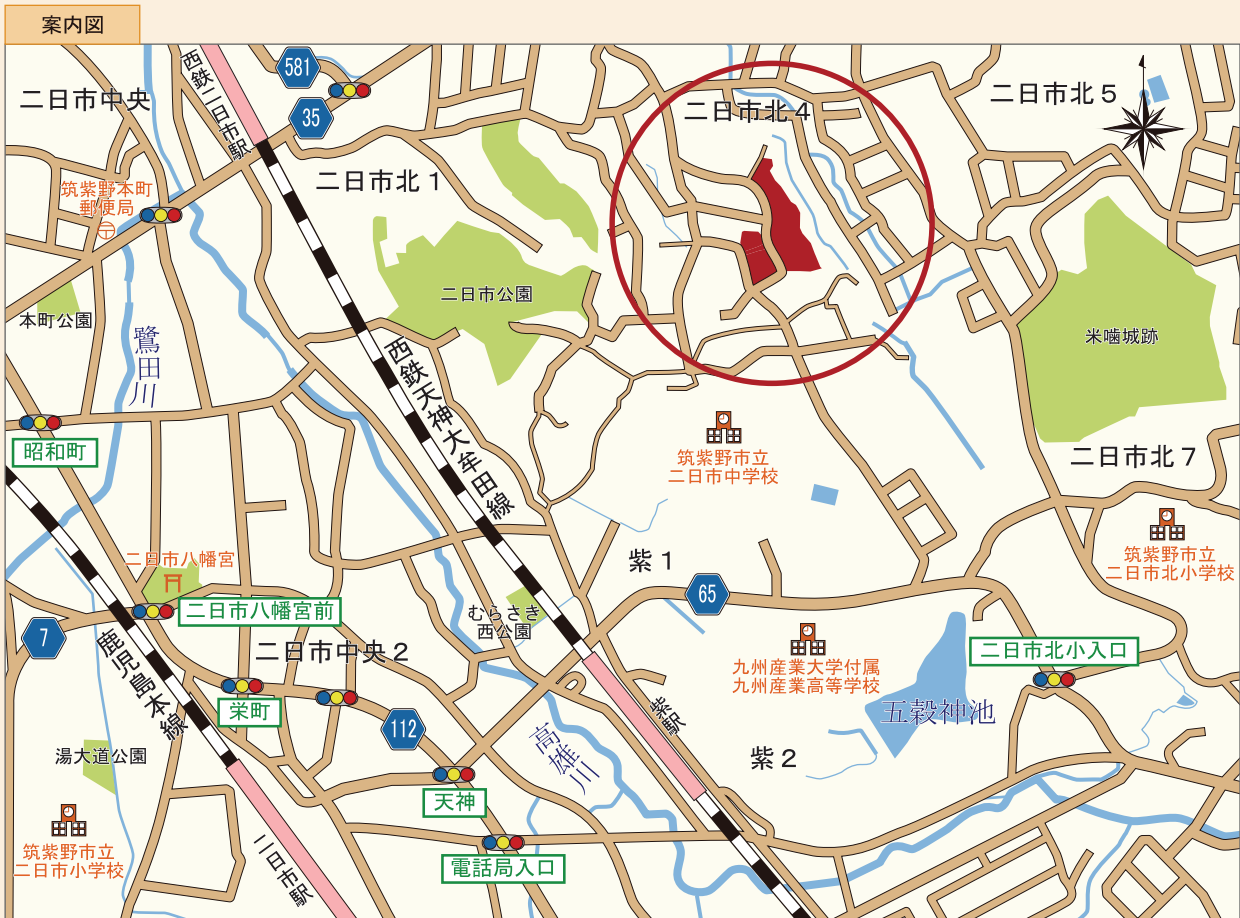 案内図
二日市中央
西鉄二日市駅
581
35
二日市北4
二日市北5
二日市北1
筑紫野本町
郵便局
二日市公園
本町公園
鷺田川
米噛城跡
西鉄天神大牟田線
昭和町
筑紫野市立
二日市中学校
二日市北7
筑紫野市立
二日市北小学校
二日市八幡宮
二日市八幡宮前
紫1
65
むらさき
西公園
7
鹿児島本線
二日市中央2
二日市北小入口
九州産業大学付属
九州産業高等学校
栄町
112
紫駅
五穀神池
高雄川
湯大道公園
紫2
天神
筑紫野市立
二日市小学校
二日市駅
電話局入口